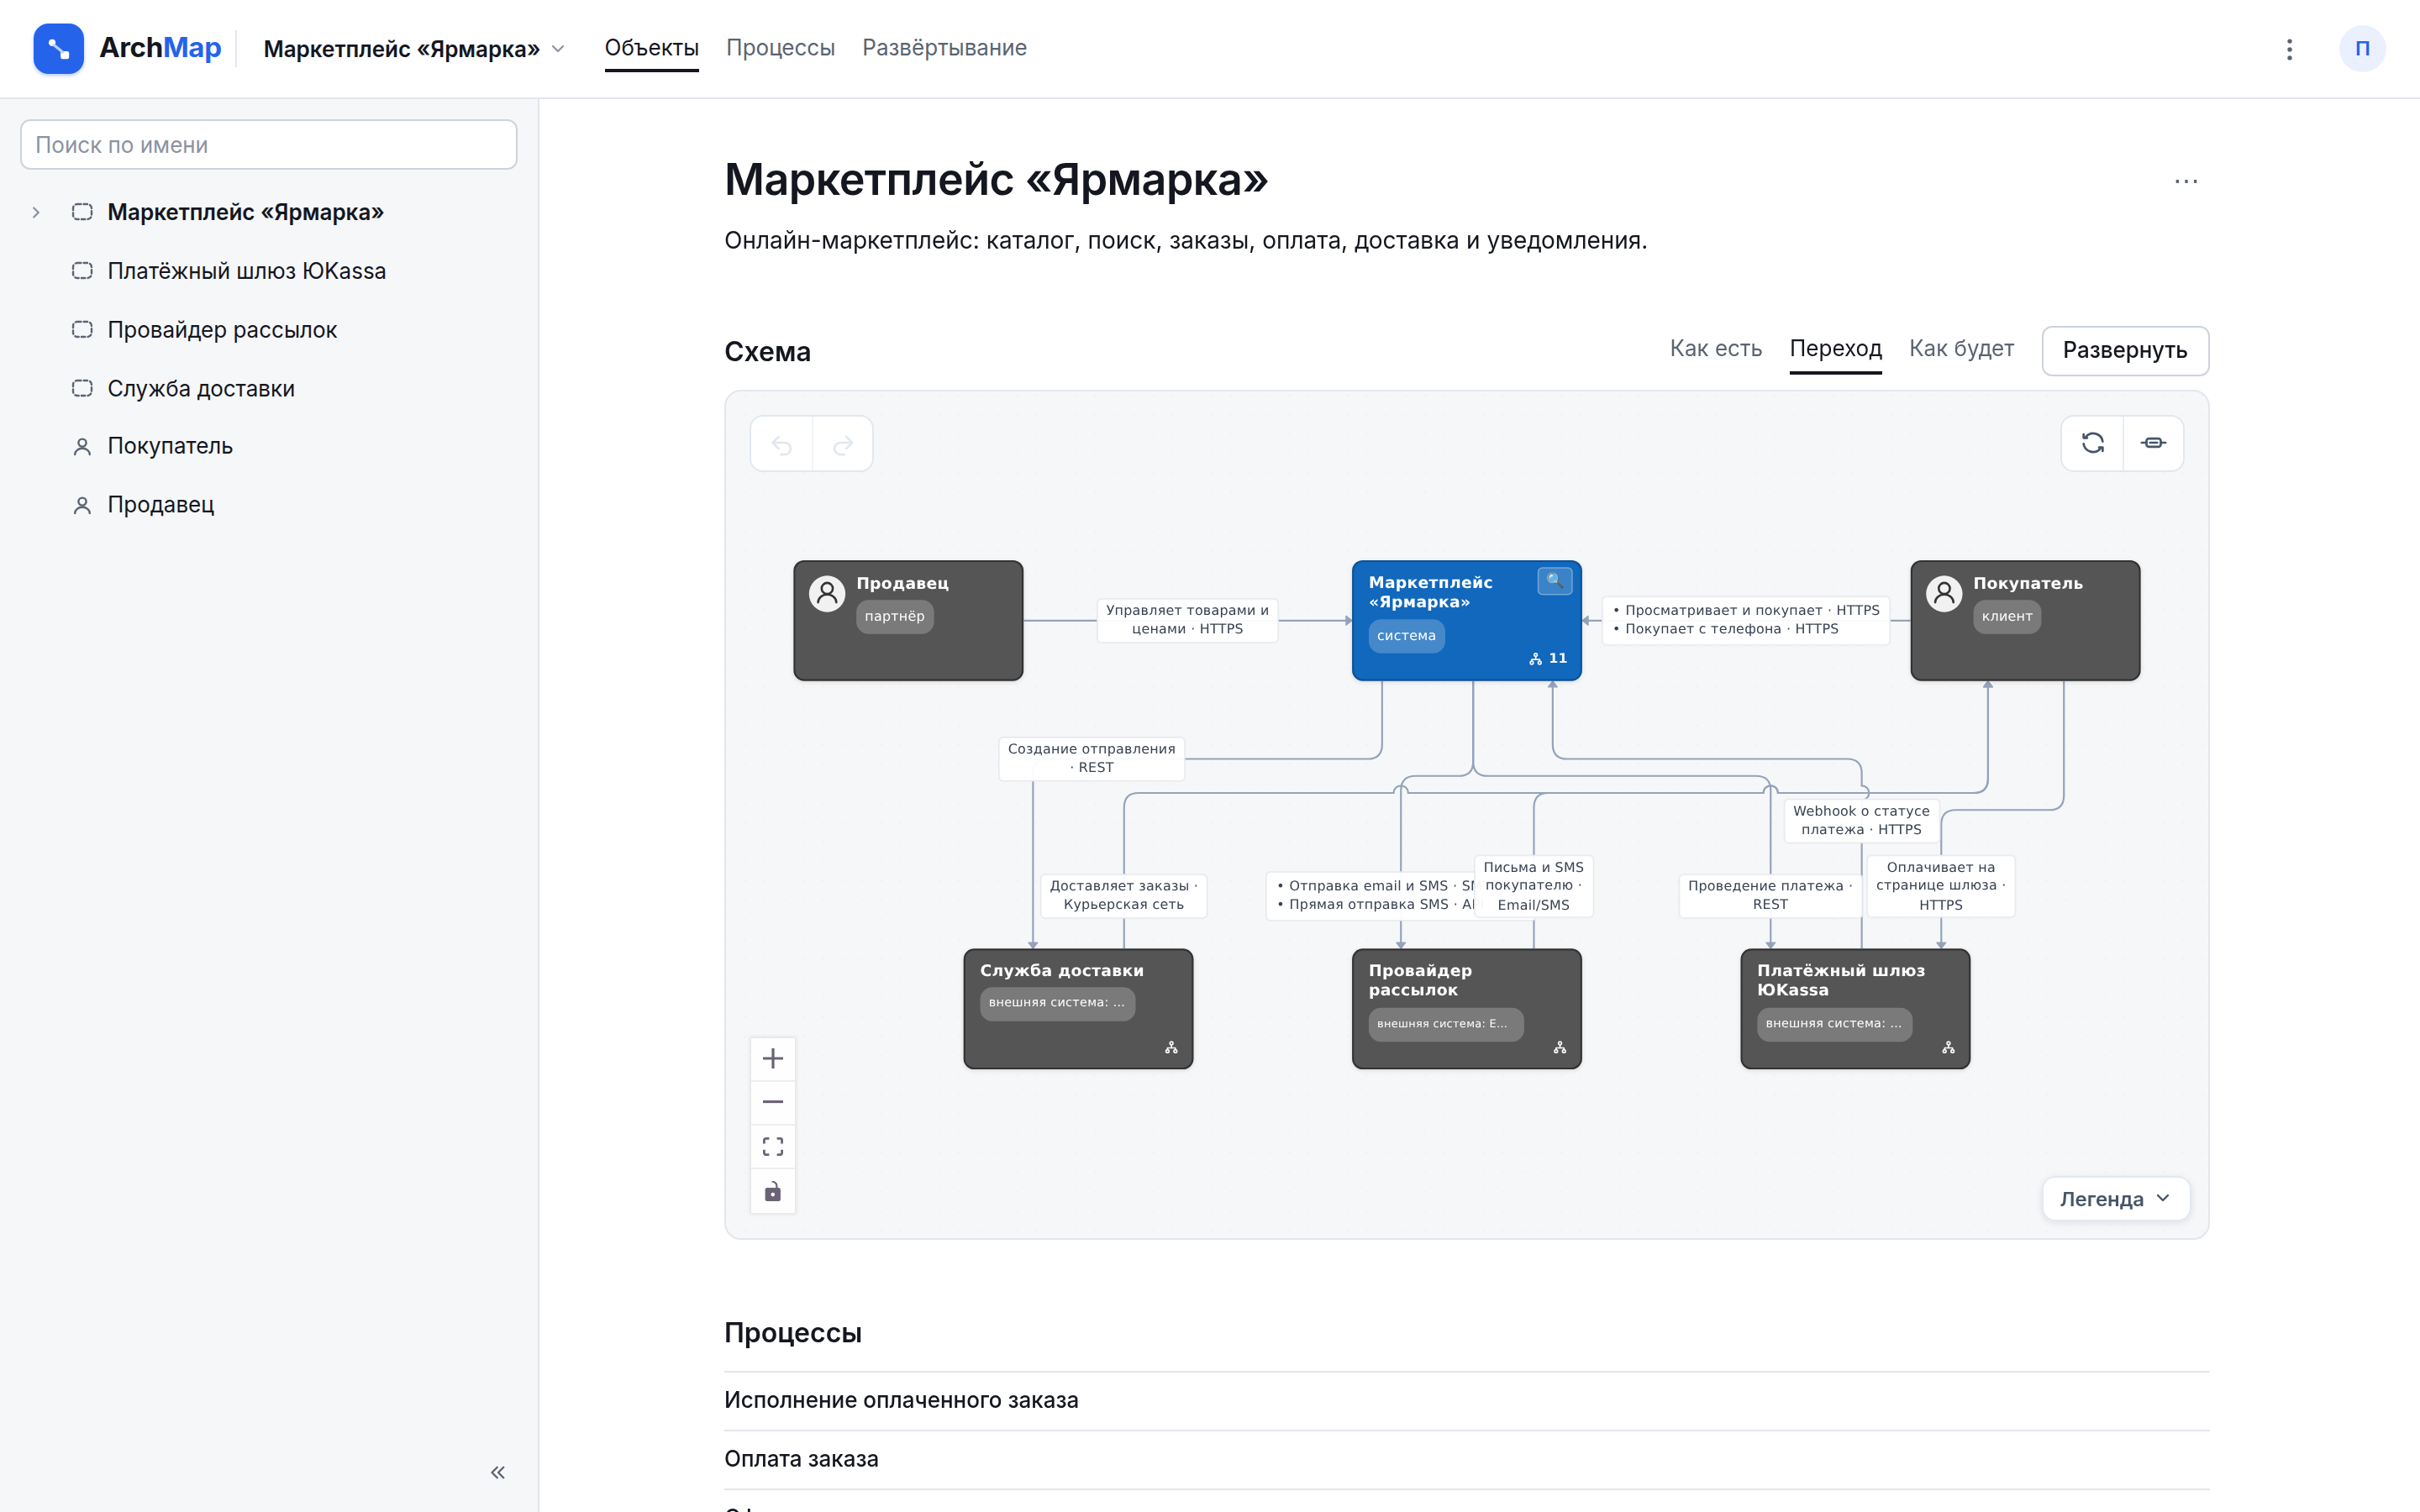 ArchMap
Маркетплейс «Ярмарка»
Объекты
Процессы
Развёртывание
П
Поиск по имени
Маркетплейс «Ярмарка»
Платёжный шлюз ЮKassa
Провайдер рассылок
Служба доставки
Покупатель
Продавец
Маркетплейс «Ярмарка»
...
Онлайн-маркетплейс: каталог, поиск, заказы, оплата, доставка и уведомления.
Схема
Как есть
Переход
Как будет
Развернуть
Продавец
партнёр
Управляет товарами и
ценами · HTTPS
Маркетплейс
«Ярмарка»
система
11
• Просматривает и покупает · HTTPS
• Покупает с телефона · HTTPS
Покупатель
клиент
Создание отправления
· REST
Webhook о статусе
платежа · HTTPS
Доставляет заказы ·
Курьерская сеть
• Отправка email и SMS ·
• Прямая отправка SMS ·
Письма и SMS
покупателю ·
Email/SMS
Проведение платежа ·
REST
Оплачивает на
странице шлюза ·
HTTPS
Служба доставки
внешняя система: ...
Провайдер
рассылок
внешняя система: E...
Платёжный шлюз
ЮKassa
внешняя система: ...
Легенда
Процессы
Исполнение оплаченного заказа
Оплата заказа